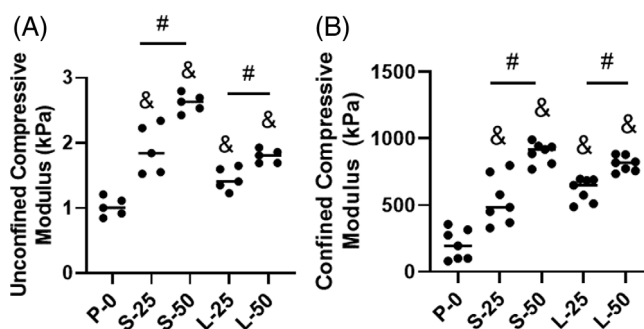 (A)
Unconfined Compressive
Modulus (kPa)
3
2
1
0
#
#
&
&
&
&
P-0
S-25
S-50
L-25
L-50
(B)
Confined Compressive
Modulus (kPa)
1500
1000
500
0
#
#
&
&
&
&
P-0
S-25
S-50
L-25
L-50